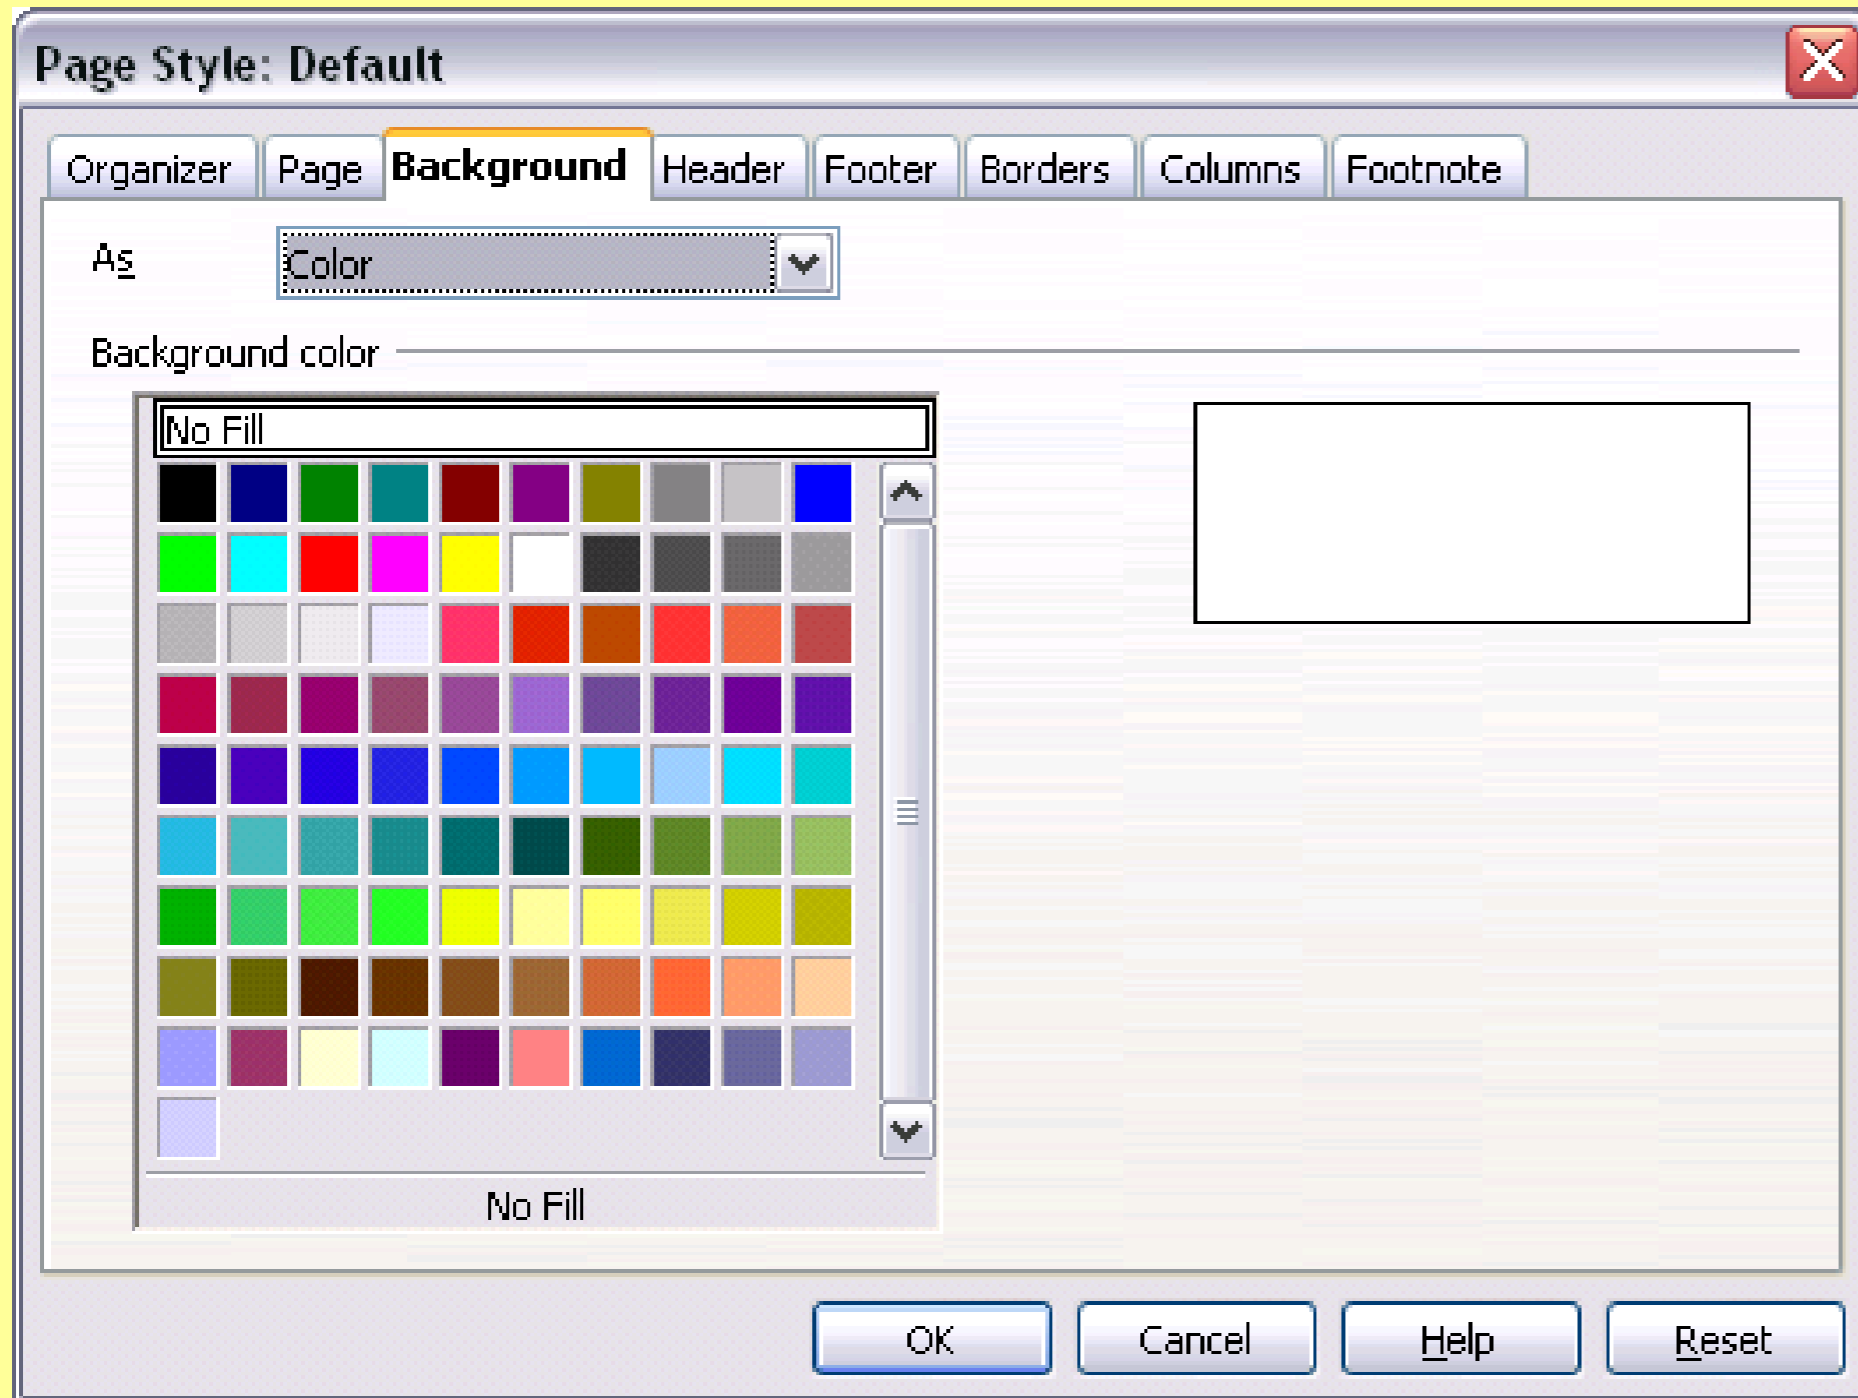 Page Style: Default
Organizer Page Background Header Footer Borders Columns Footnote
As Color
Background color
No Fill
No Fill
OK Cancel Help Reset